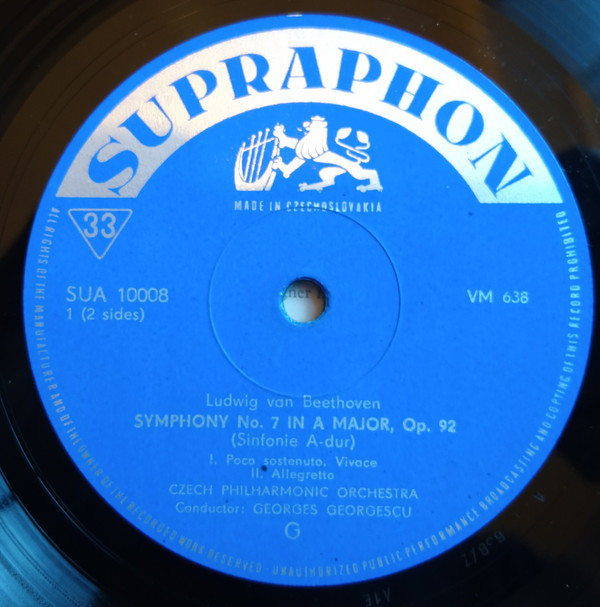 SUPRAPHON
MADE IN CZECHOSLOVAKIA
33
SUA 10008
1 (2 sides)
VM 638
Ludwig van Beethoven
SYMPHONY No. 7 IN A MAJOR, Op. 92
(Sinfonie A-dur)
I. Poco sostenuto. Vivace
II. Allegretto
CZECH PHILHARMONIC ORCHESTRA
Conductor: GEORGES GEORGESCU
G
ALL RIGHTS OF THE MANUFACTURER AND OF THE OWNER OF THE RECORDED WORK RESERVED - UNAUTHORIZED PUBLIC PERFORMANCE BROADCASTING AND COPYING OF THIS RECORD PROHIBITED